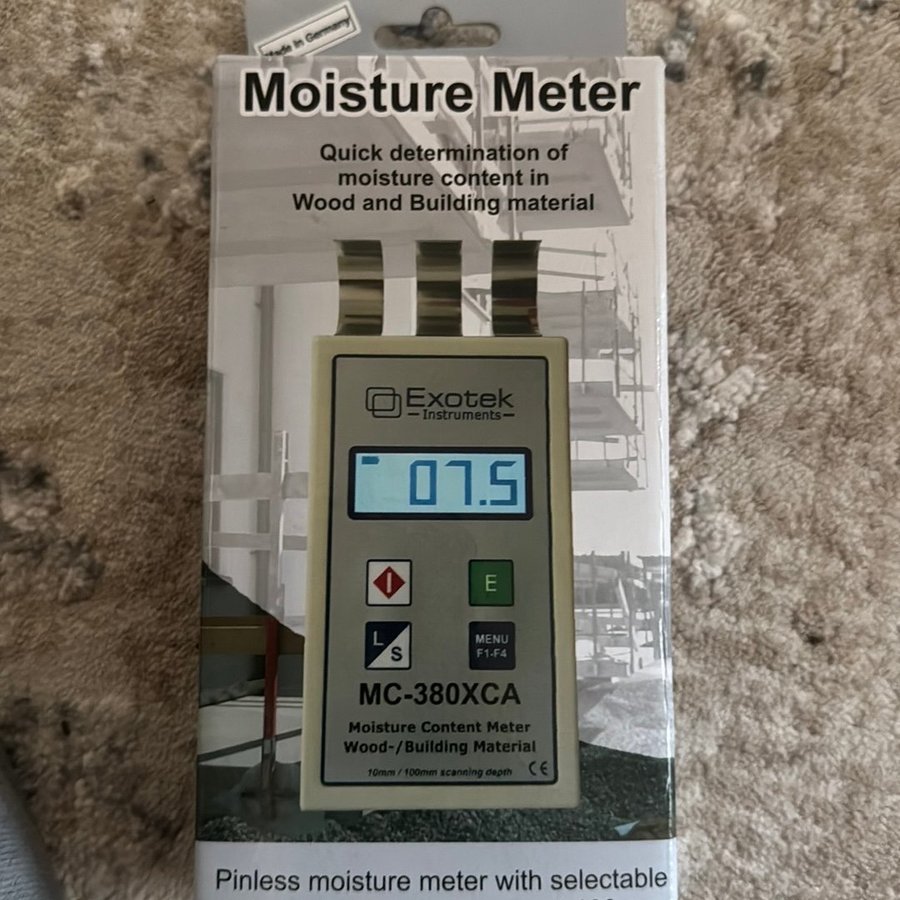 Made in Germany
Moisture Meter
Quick determination of
moisture content in
Wood and Building material
Exotek
Instruments
07.5
E
L
S
MENU
F1-F4
MC-380XCA
Moisture Content Meter
Wood-/Building Material
10mm / 100mm scanning depth CE
Pinless moisture meter with selectable